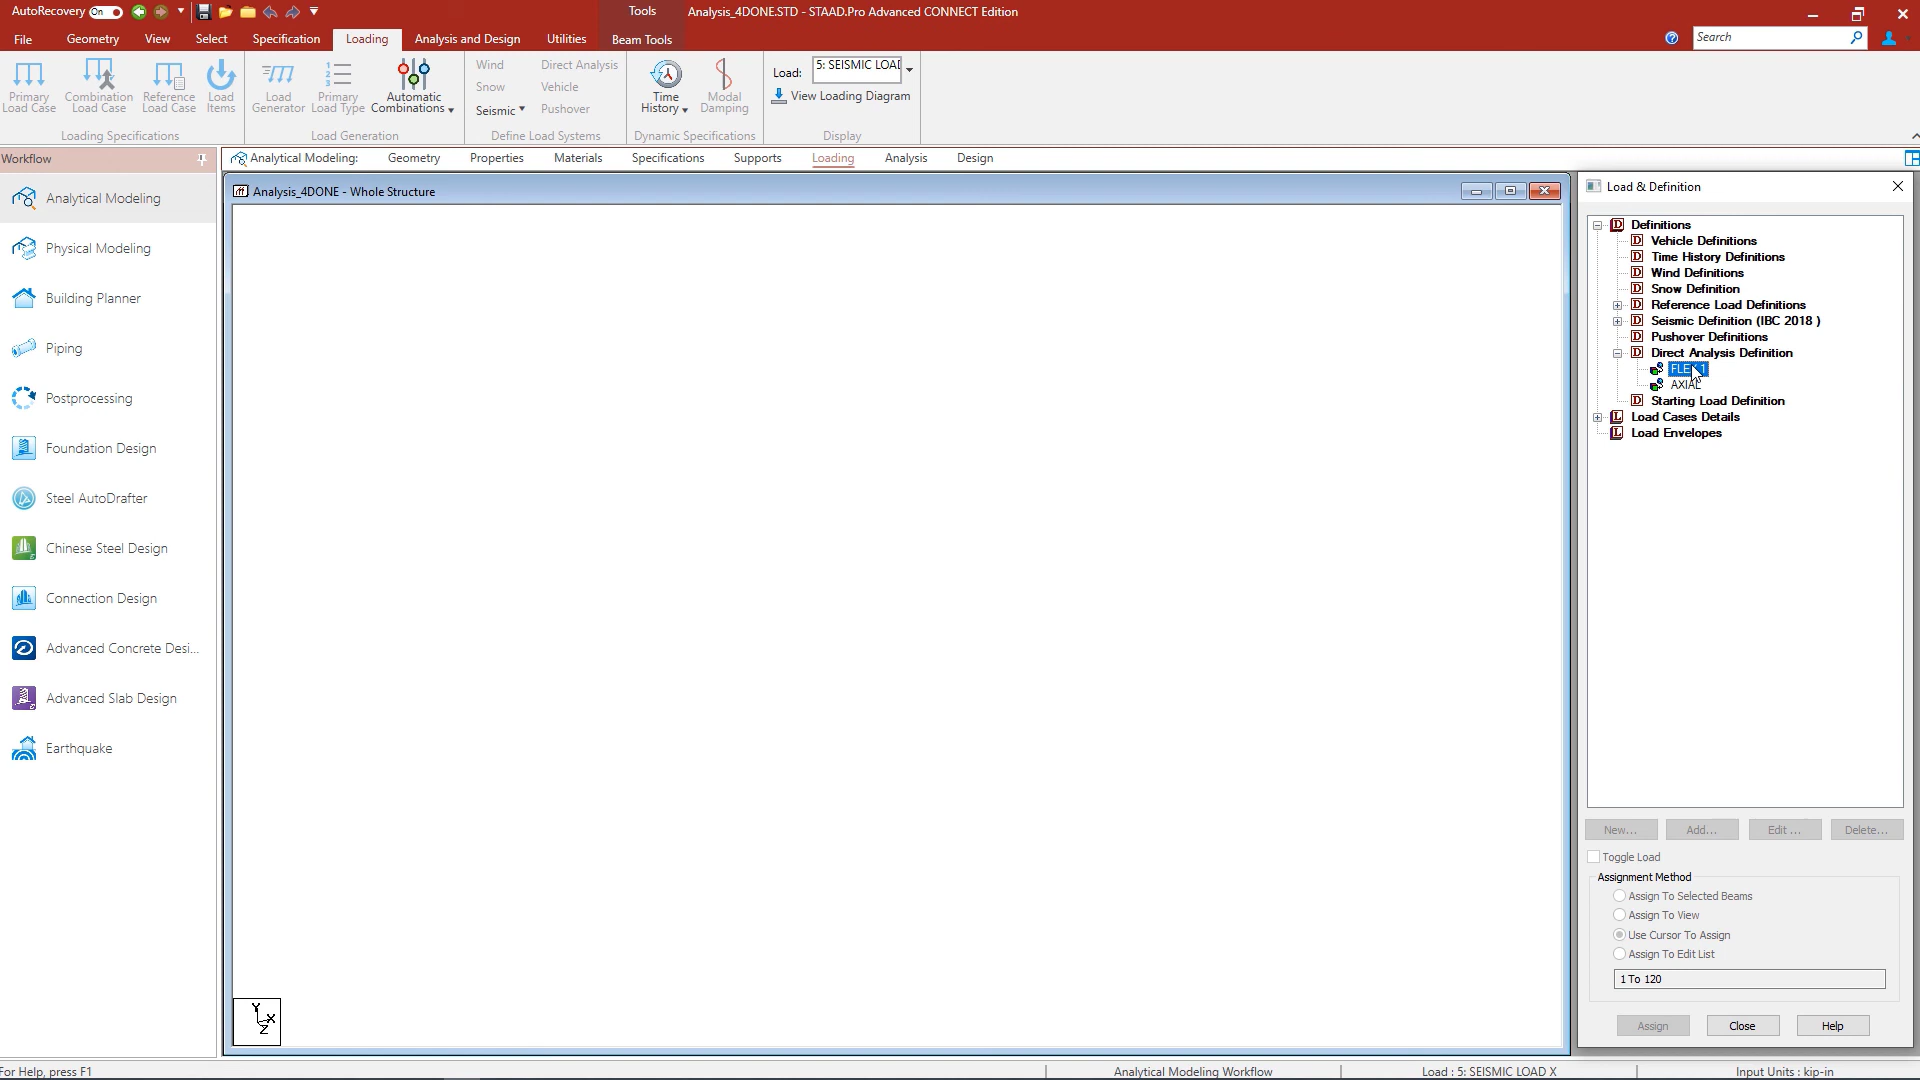 AutoRecovery On
Tools
Analysis_4DONE.STD - STAAD.Pro Advanced CONNECT Edition
File
Geometry
View
Select
Specification
Loading
Analysis and Design
Utilities
Beam Tools
Search
Primary
Load Case
Combination
Load Case
Reference
Load Case
Load
Items
Loading Specifications
Load
Generator
Primary
Load Type
Automatic
Combinations
Load Generation
Wind
Snow
Seismic
Direct Analysis
Vehicle
Pushover
Define Load Systems
Time
History
Modal
Damping
Dynamic Specifications
Load: 5: SEISMIC LOAD
View Loading Diagram
Display
Workflow
Analytical Modeling
Physical Modeling
Building Planner
Piping
Postprocessing
Foundation Design
Steel AutoDrafter
Chinese Steel Design
Connection Design
Advanced Concrete Desi...
Advanced Slab Design
Earthquake
Analytical Modeling:
Geometry
Properties
Materials
Specifications
Supports
Loading
Analysis
Design
Analysis_4DONE - Whole Structure
Y
X
Z
Load & Definition
Definitions
Vehicle Definitions
Time History Definitions
Wind Definitions
Snow Definition
Reference Load Definitions
Seismic Definition (IBC 2018 )
Pushover Definitions
Direct Analysis Definition
FLEX 1
AXIAL
Starting Load Definition
Load Cases Details
Load Envelopes
New...
Add...
Edit ...
Delete...
Toggle Load
Assignment Method
Assign To Selected Beams
Assign To View
Use Cursor To Assign
Assign To Edit List
1 To 120
Assign
Close
Help
For Help, press F1
Analytical Modeling Workflow
Load : 5: SEISMIC LOAD X
Input Units : kip-in